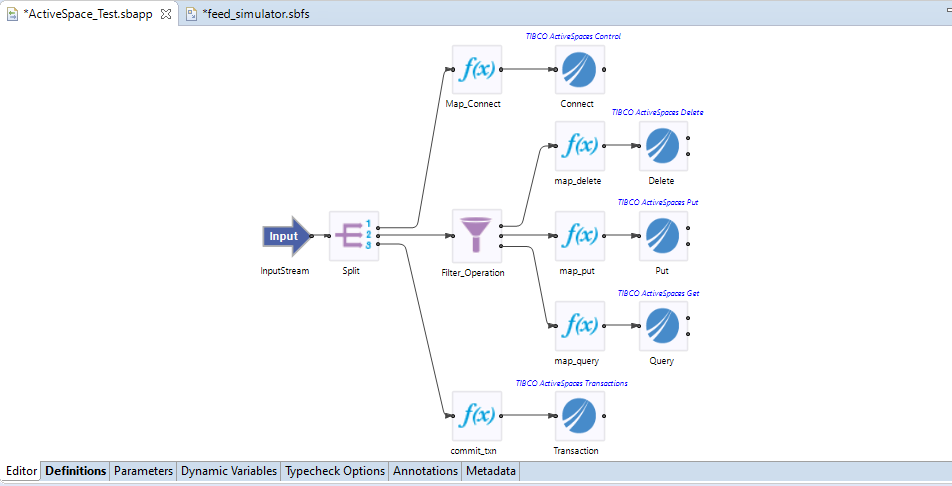 *ActiveSpace_Test.sbapp
*feed_simulator.sbfs
TIBCO ActiveSpaces Control
f(x)
Map_Connect
Connect
TIBCO ActiveSpaces Delete
f(x)
map_delete
Delete
TIBCO ActiveSpaces Put
Input
InputStream
1
2
3
Split
Filter_Operation
f(x)
map_put
Put
TIBCO ActiveSpaces Get
f(x)
map_query
Query
TIBCO ActiveSpaces Transactions
f(x)
commit_txn
Transaction
Editor Definitions Parameters Dynamic Variables Typecheck Options Annotations Metadata